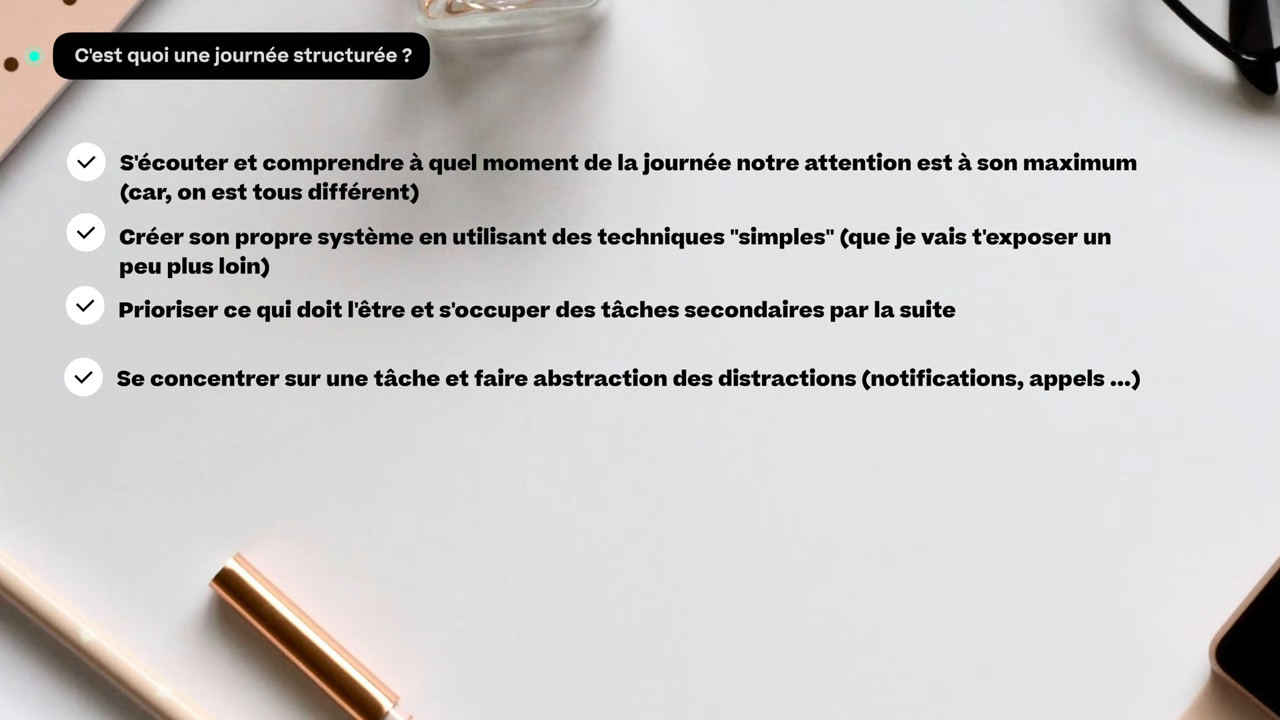 C'est quoi une journée structurée ?
S'écouter et comprendre à quel moment de la journée notre attention est à son maximum
(car, on est tous différent)
Créer son propre système en utilisant des techniques "simples" (que je vais t'exposer un
peu plus loin)
Prioriser ce qui doit l'être et s'occuper des tâches secondaires par la suite
Se concentrer sur une tâche et faire abstraction des distractions (notifications, appels ...)